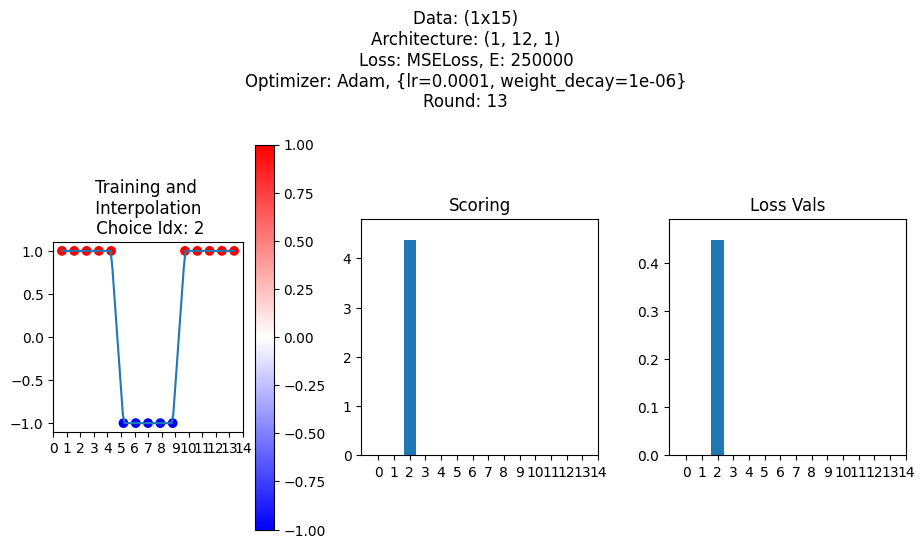 Data: (1x15)
Architecture: (1, 12, 1)
Loss: MSELoss, E: 250000
Optimizer: Adam, {lr=0.0001, weight_decay=1e-06}
Round: 13
Training and
Interpolation
Choice Idx: 2
1.0
0.5
0.0
−0.5
−1.0
0 1 2 3 4 5 6 7 8 9 10 11 12 13 14
1.00
0.75
0.50
0.25
0.00
−0.25
−0.50
−0.75
−1.00
Scoring
4
3
2
1
0
0 1 2 3 4 5 6 7 8 9 10 11 12 13 14
Loss Vals
0.4
0.3
0.2
0.1
0.0
0 1 2 3 4 5 6 7 8 9 10 11 12 13 14